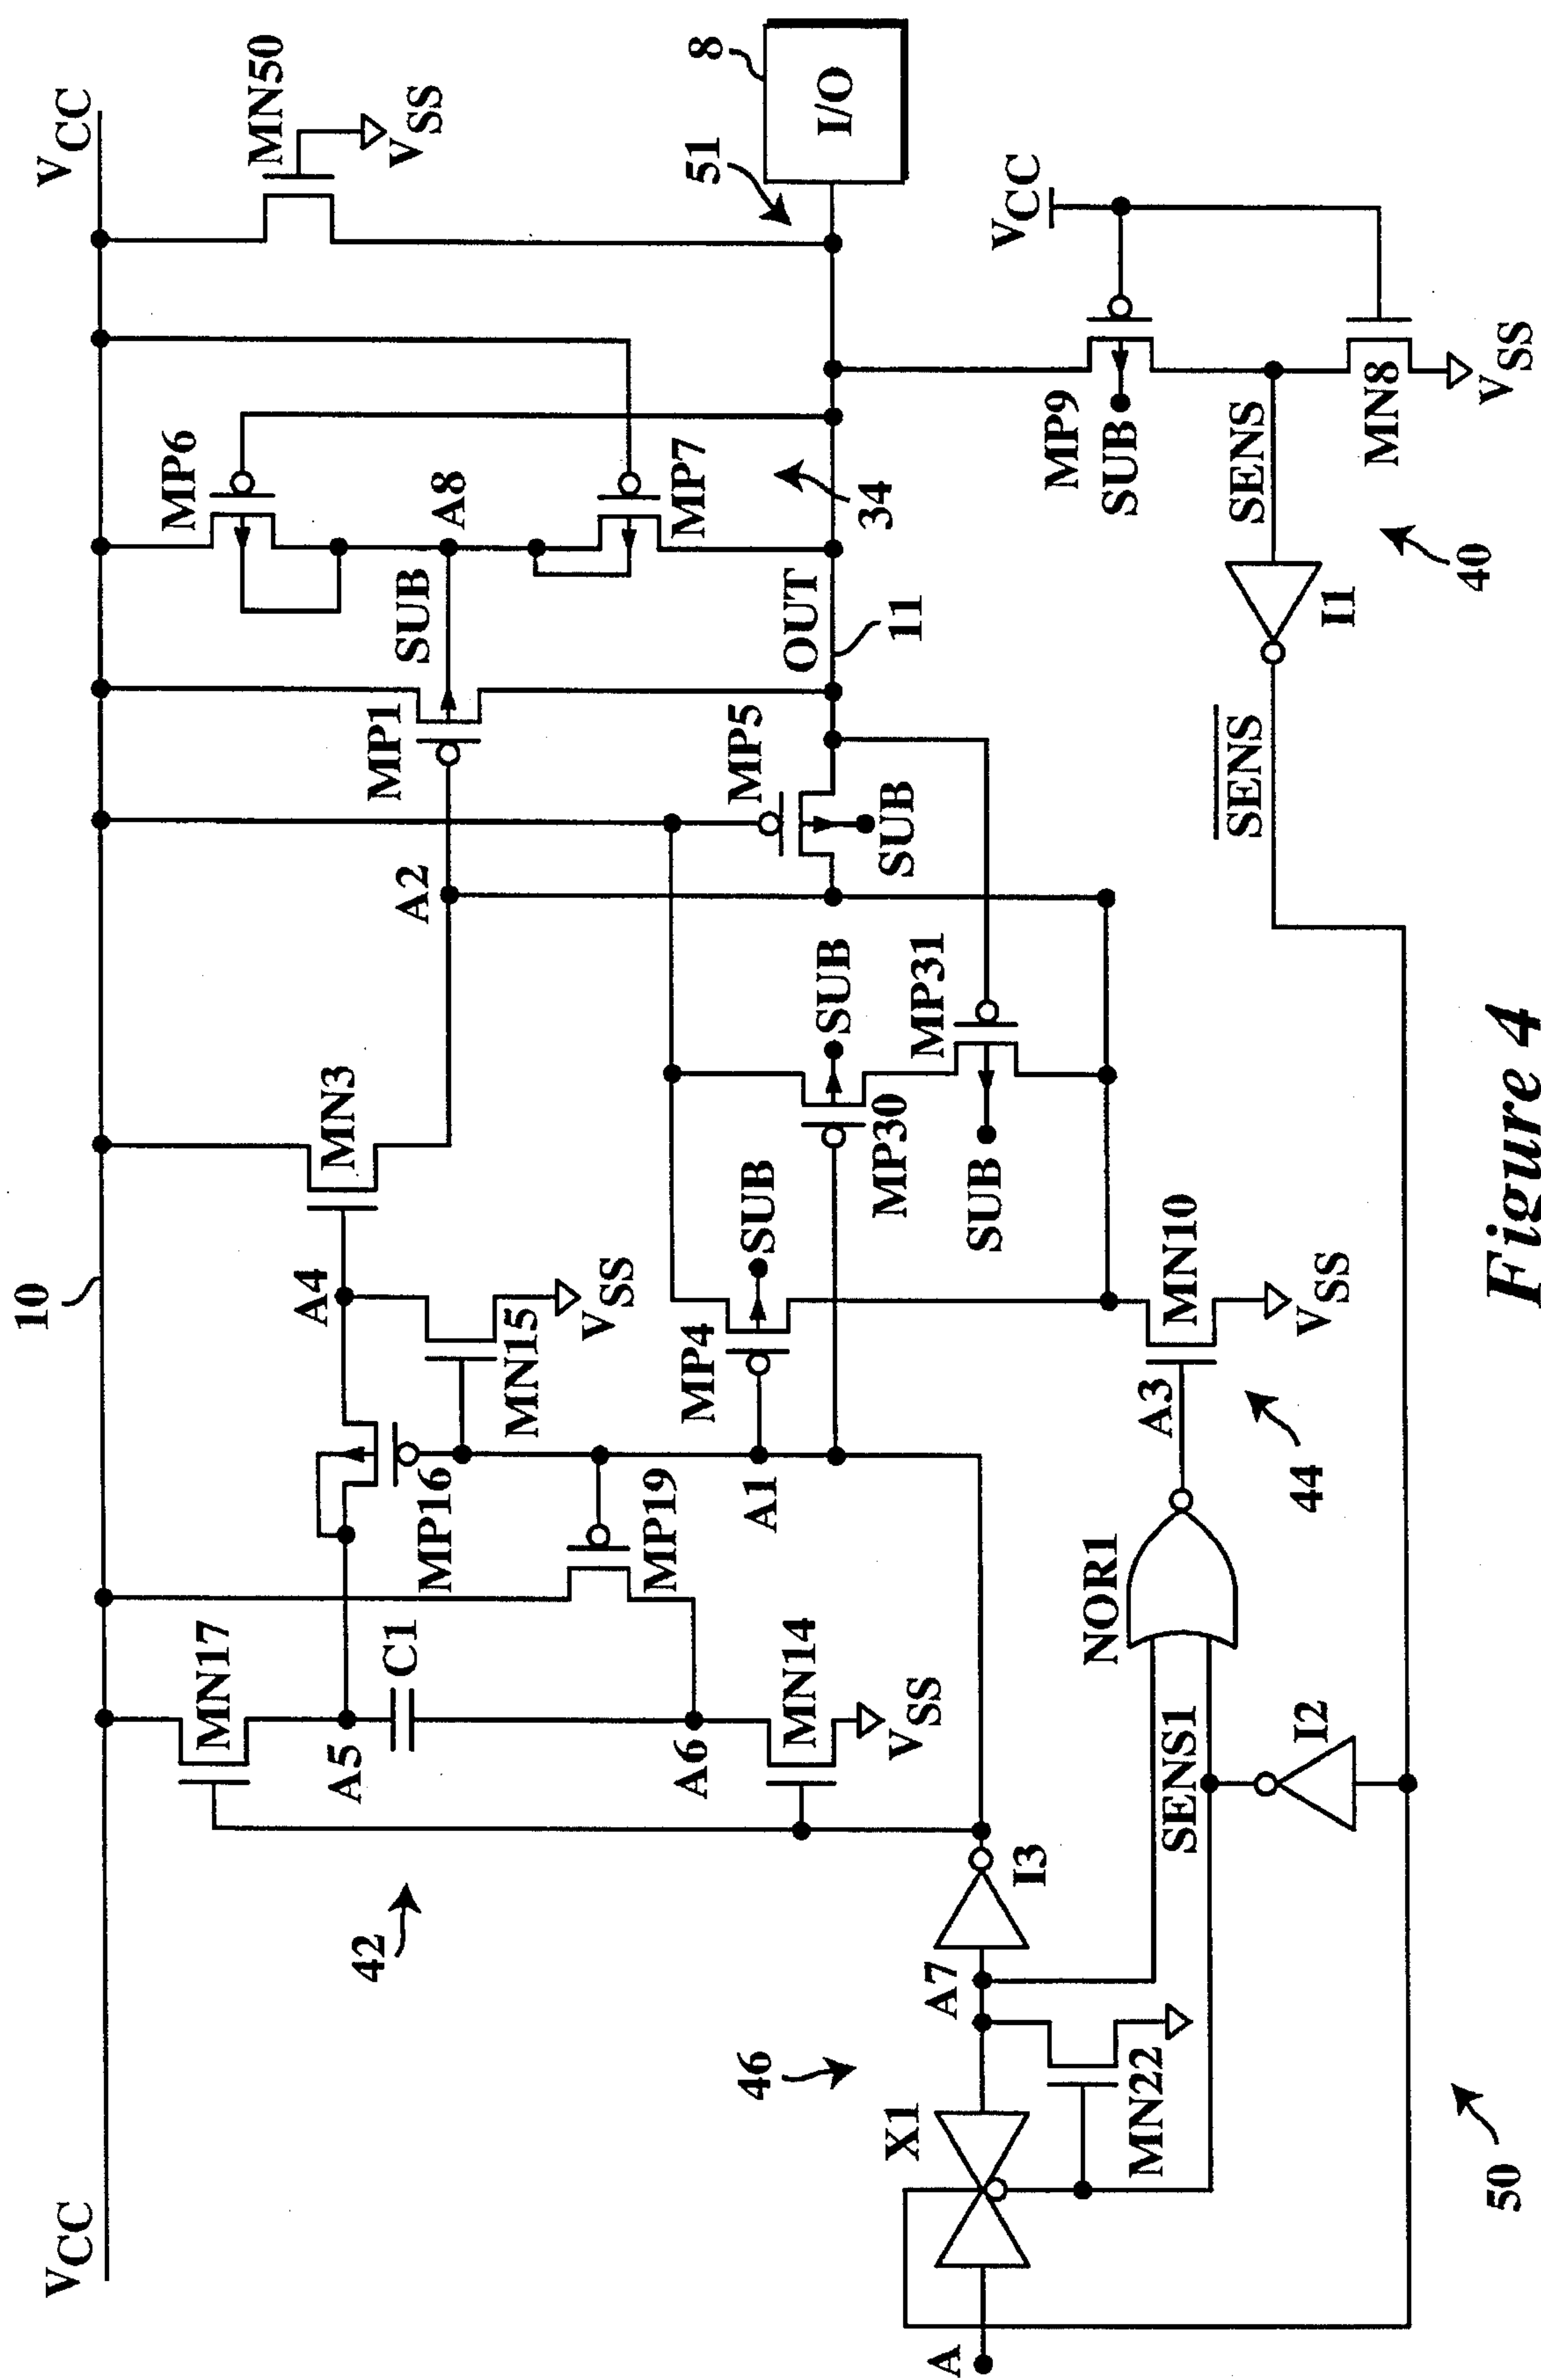 VCC
10
VCC
MN17
A5
C1
42
A6
MN14
VSS
MP16
MP19
A4
MN15
VSS
MN3
A2
MP1
SUB
A8
MP6
MP7
MN50
VSS
34
51
8
I/O
OUT
11
MP5
SUB
A1
MP4
SUB
MP30
SUB
MP31
SUB
46
A
X1
A7
MN22
I3
NOR1
SENS1
I2
A3
44
MN10
VSS
SENS
I1
SENS
40
MP9
SUB
VCC
MN8
VSS
50
Figure 4